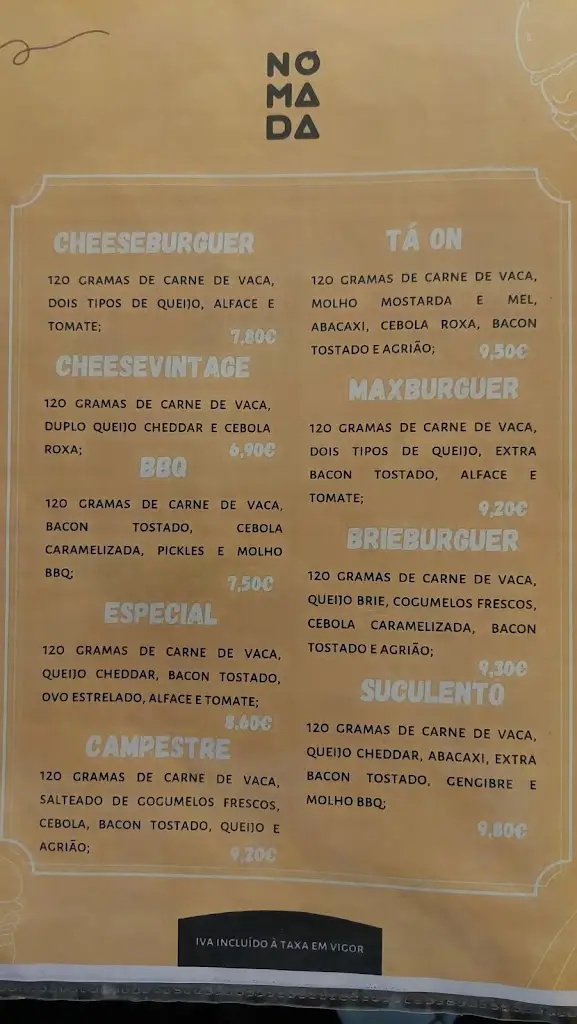 NÓ
MA
DA
CHEESEBURGUER
120 GRAMAS DE CARNE DE VACA,
DOIS TIPOS DE QUEIJO, ALFACE E
TOMATE;
7,80€
CHEESEVINTAGE
120 GRAMAS DE CARNE DE VACA,
DUPLO QUEIJO CHEDDAR E CEBOLA
ROXA;
6,90€
BBQ
120 GRAMAS DE CARNE DE VACA,
BACON TOSTADO, CEBOLA
CARAMELIZADA, PICKLES E MOLHO
BBQ;
7,50€
ESPECIAL
120 GRAMAS DE CARNE DE VACA,
QUEIJO CHEDDAR, BACON TOSTADO,
OVO ESTRELADO, ALFACE E TOMATE;
8,60€
CAMPESTRE
120 GRAMAS DE CARNE DE VACA,
SALTEADO DE GOGUMELOS FRESCOS,
CEBOLA, BACON TOSTADO, QUEIJO E
AGRIÃO;
9,20€
TÁ ON
120 GRAMAS DE CARNE DE VACA,
MOLHO MOSTARDA E MEL,
ABACAXI, CEBOLA ROXA, BACON
TOSTADO E AGRIÃO;
9,50€
MAXBURGUER
120 GRAMAS DE CARNE DE VACA,
DOIS TIPOS DE QUEIJO, EXTRA
BACON TOSTADO, ALFACE E
TOMATE;
9,20€
BRIEBURGUER
120 GRAMAS DE CARNE DE VACA,
QUEIJO BRIE, COGUMELOS FRESCOS,
CEBOLA CARAMELIZADA, BACON
TOSTADO E AGRIÃO;
9,30€
SUCULENTO
120 GRAMAS DE CARNE DE VACA,
QUEIJO CHEDDAR, ABACAXI, EXTRA
BACON TOSTADO, GENGIBRE E
MOLHO BBQ;
9,80€
IVA INCLUÍDO À TAXA EM VIGOR